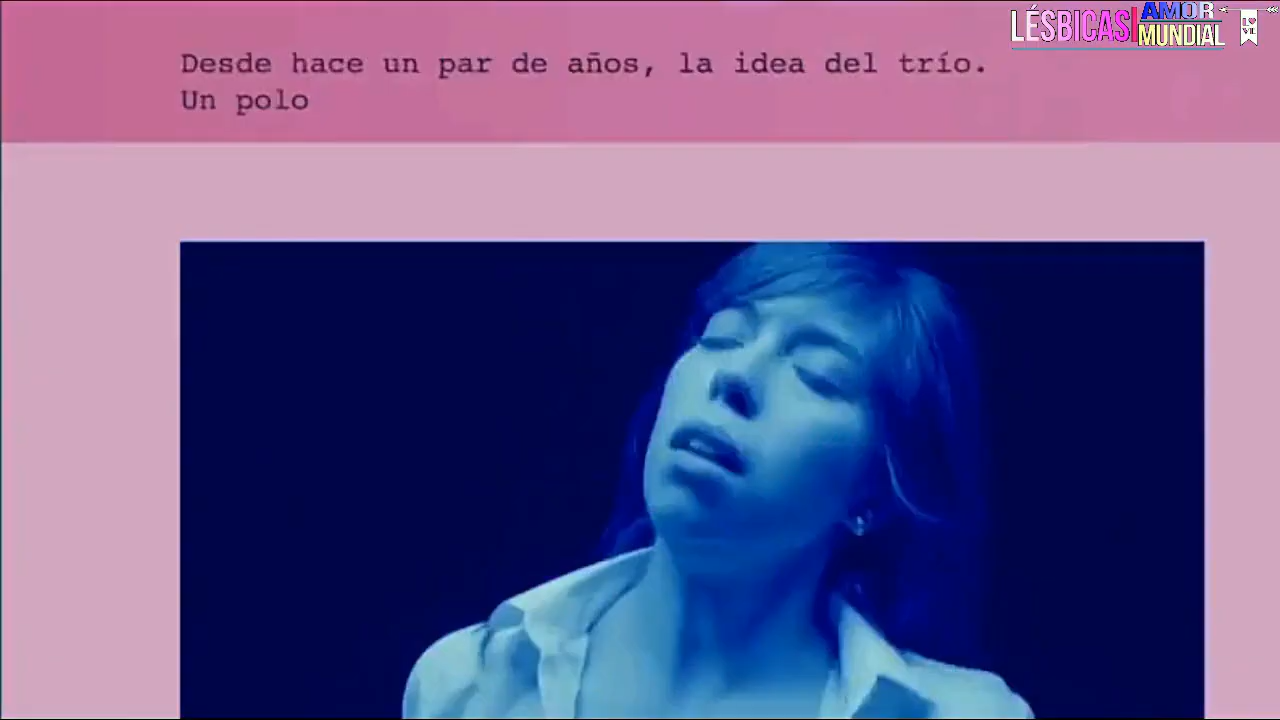 Desde hace un par de años, la idea del trío.
Un polo
LÉSBICAS
AMOR
MUNDIAL